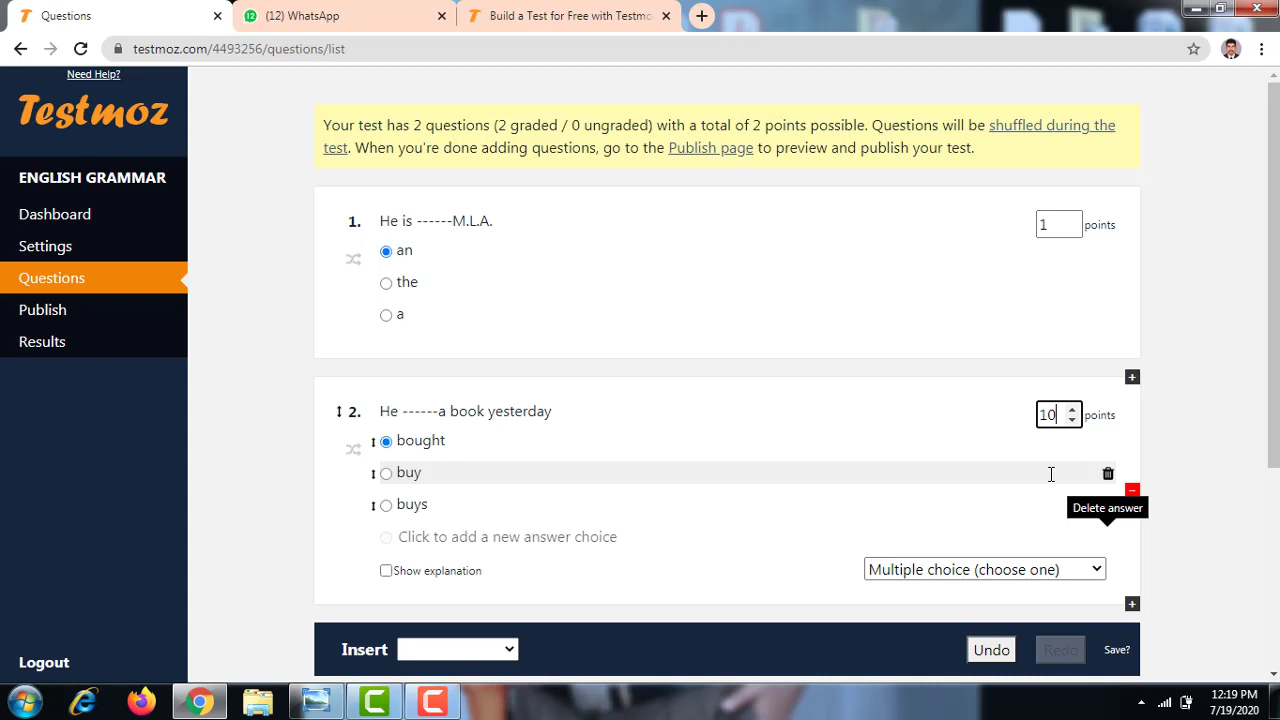 Questions
(12) WhatsApp
Build a Test for Free with Testmo
testmoz.com/4493256/questions/list
Need Help?
Testmoz
ENGLISH GRAMMAR
Dashboard
Settings
Questions
Publish
Results
Logout
Your test has 2 questions (2 graded / 0 ungraded) with a total of 2 points possible. Questions will be shuffled during the
test. When you're done adding questions, go to the Publish page to preview and publish your test.
1. He is ------M.L.A.
1 points
an
the
a
2. He ------a book yesterday
10 points
bought
buy
buys
Delete answer
Click to add a new answer choice
Show explanation
Multiple choice (choose one)
Insert
Undo
Redo
Save?
12:19 PM
7/19/2020